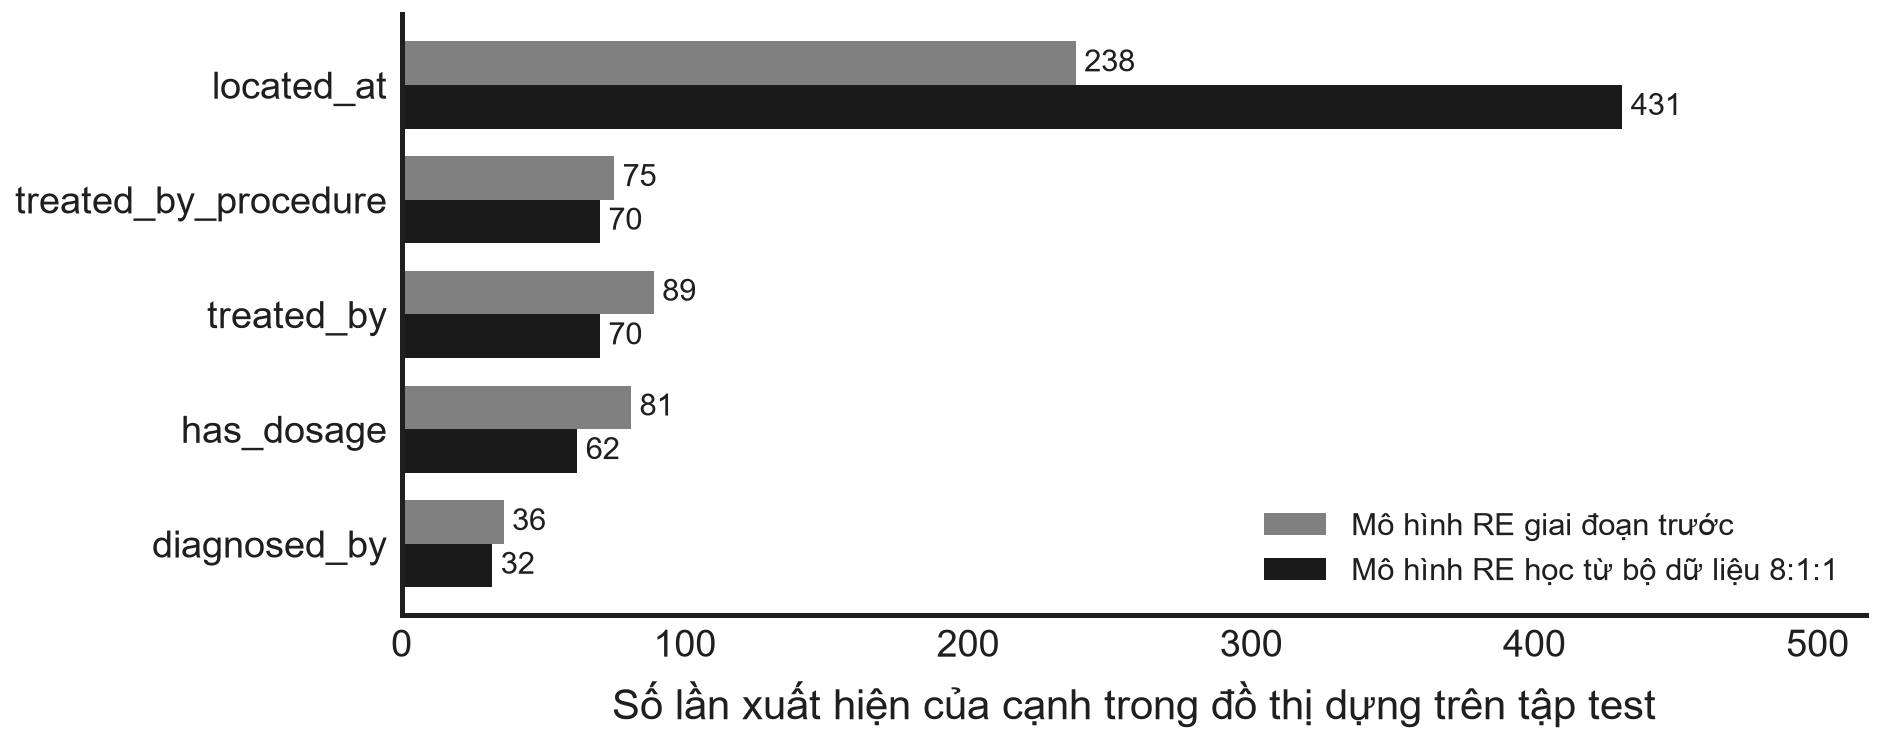 located_at
238
431
treated_by_procedure
75
70
treated_by
89
70
has_dosage
81
62
diagnosed_by
36
32
Mô hình RE giai đoạn trước
Mô hình RE học từ bộ dữ liệu 8:1:1
0 100 200 300 400 500
Số lần xuất hiện của cạnh trong đồ thị dựng trên tập test